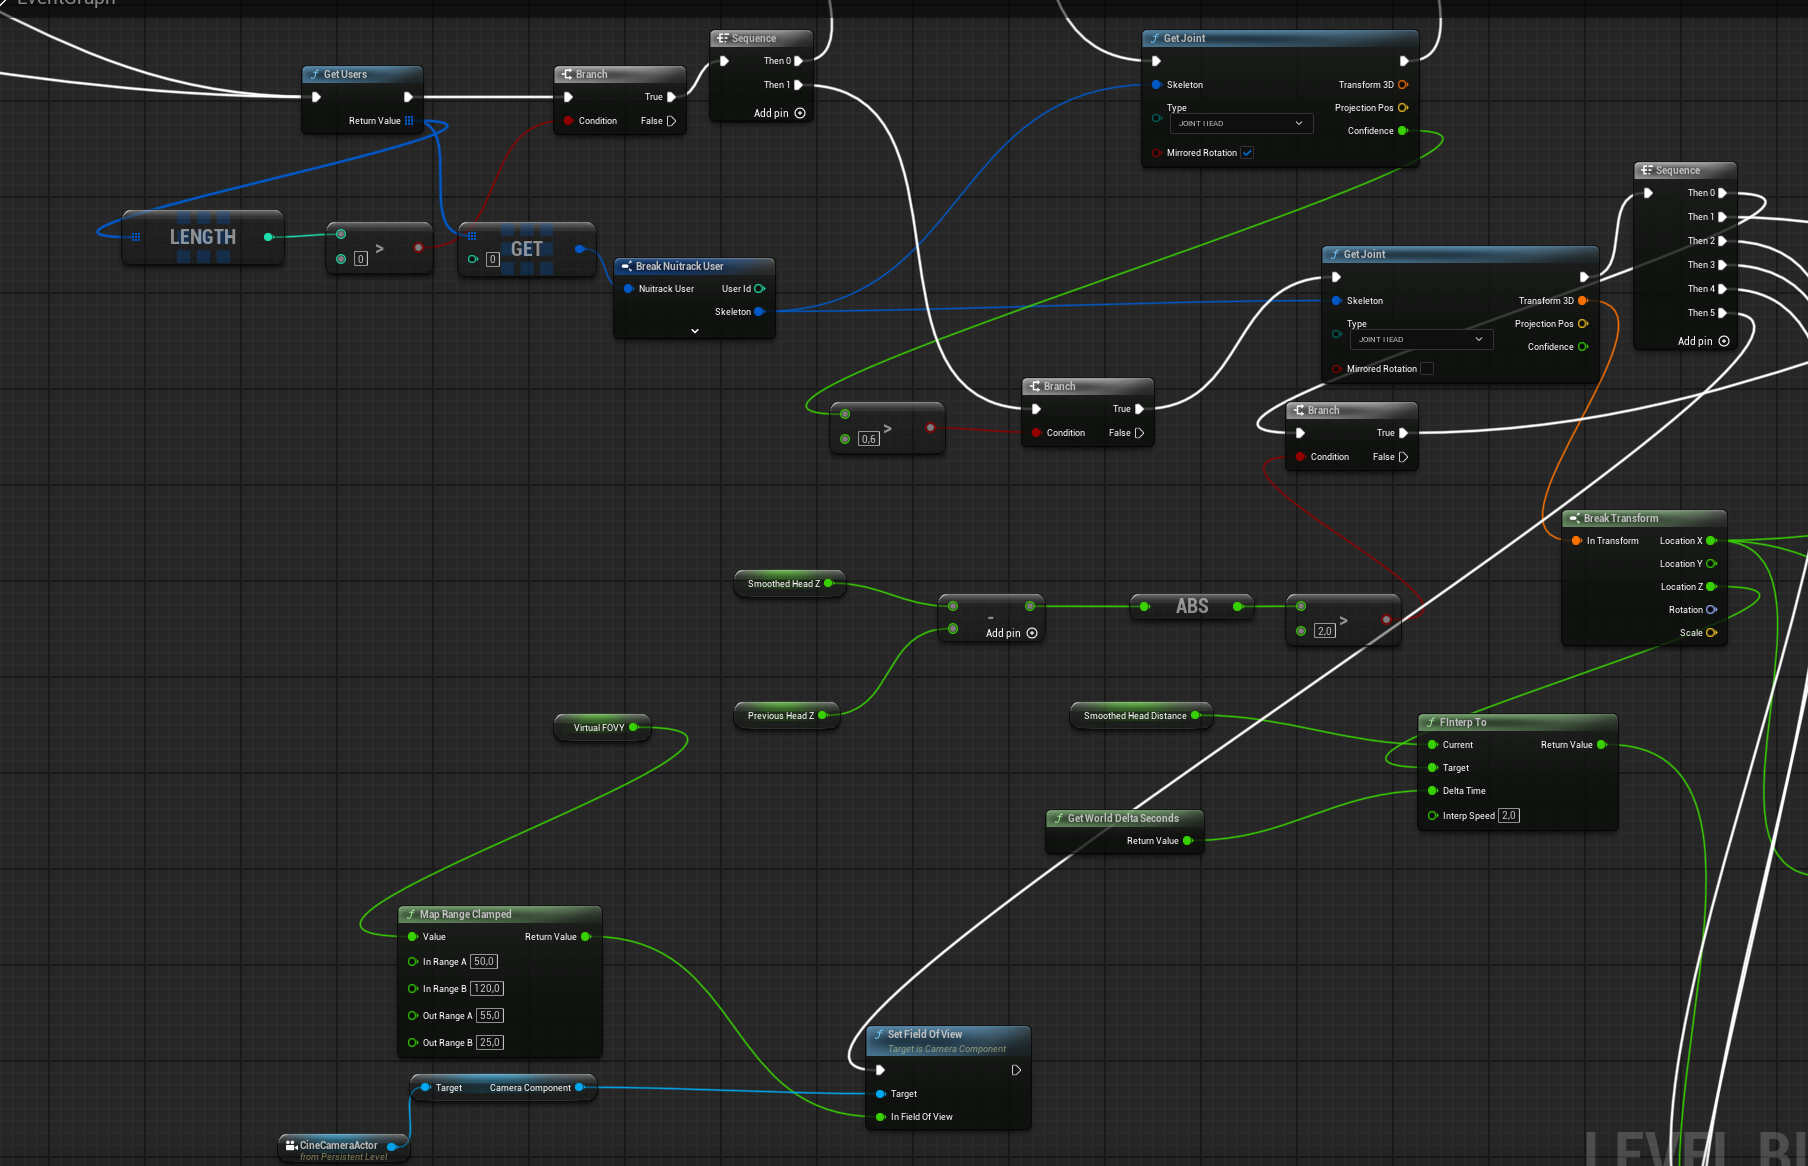 EventGraph
Get Users
Return Value
Branch
Condition
True
False
Sequence
Then 0
Then 1
Add pin
Get Joint
Skeleton
Type
JOINT HEAD
Mirrored Rotation
Transform 3D
Projection Pos
Confidence
LENGTH
0
>
0
GET
Break Nuitrack User
Nuitrack User
User Id
Skeleton
Get Joint
Skeleton
Type
JOINT HEAD
Mirrored Rotation
Transform 3D
Projection Pos
Confidence
Sequence
Then 0
Then 1
Then 2
Then 3
Then 4
Then 5
Add pin
0,6
>
Branch
Condition
True
False
Branch
Condition
True
False
Break Transform
In Transform
Location X
Location Y
Location Z
Rotation
Scale
Smoothed Head Z
-
Add pin
ABS
2,0
>
Previous Head Z
Virtual FOVY
Smoothed Head Distance
FInterp To
Current
Target
Delta Time
Interp Speed 2,0
Return Value
Get World Delta Seconds
Return Value
Map Range Clamped
Value
In Range A 50,0
In Range B 120,0
Out Range A 55,0
Out Range B 25,0
Return Value
Set Field Of View
Target is Camera Component
Target
In Field Of View
Target
Camera Component
CineCameraActor
from Persistent Level